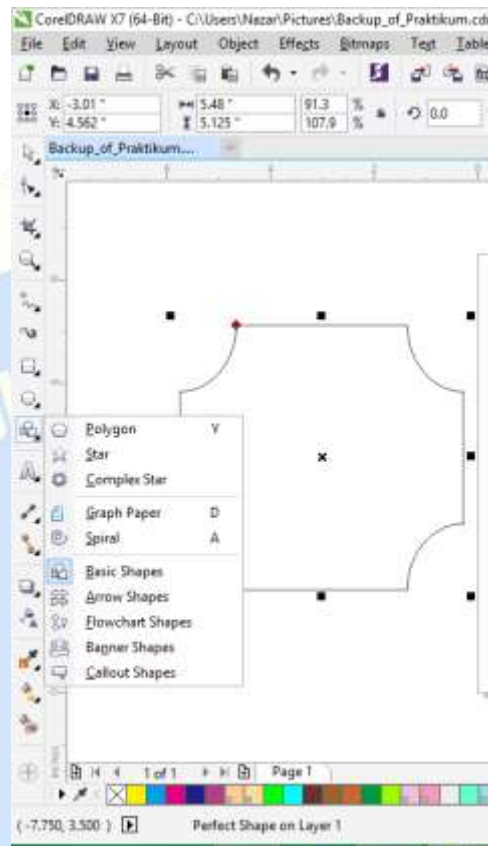 CorelDRAW X7 (64-Bit) - C:\Users\Nazar\Pictures\Backup_of_Praktikum.cdr
File Edit View Layout Object Effects Bitmaps Text Table
X: -3.01 " 5.48 " 91.3 % 0.0
Y: 4.562 " 5.125 " 107.9 %
Backup_of_Praktikum....
Polygon Y
Star
Complex Star
Graph Paper D
Spiral A
Basic Shapes
Arrow Shapes
Flowchart Shapes
Banner Shapes
Callout Shapes
1 of 1 Page 1
( -7.750, 3.500 ) Perfect Shape on Layer 1